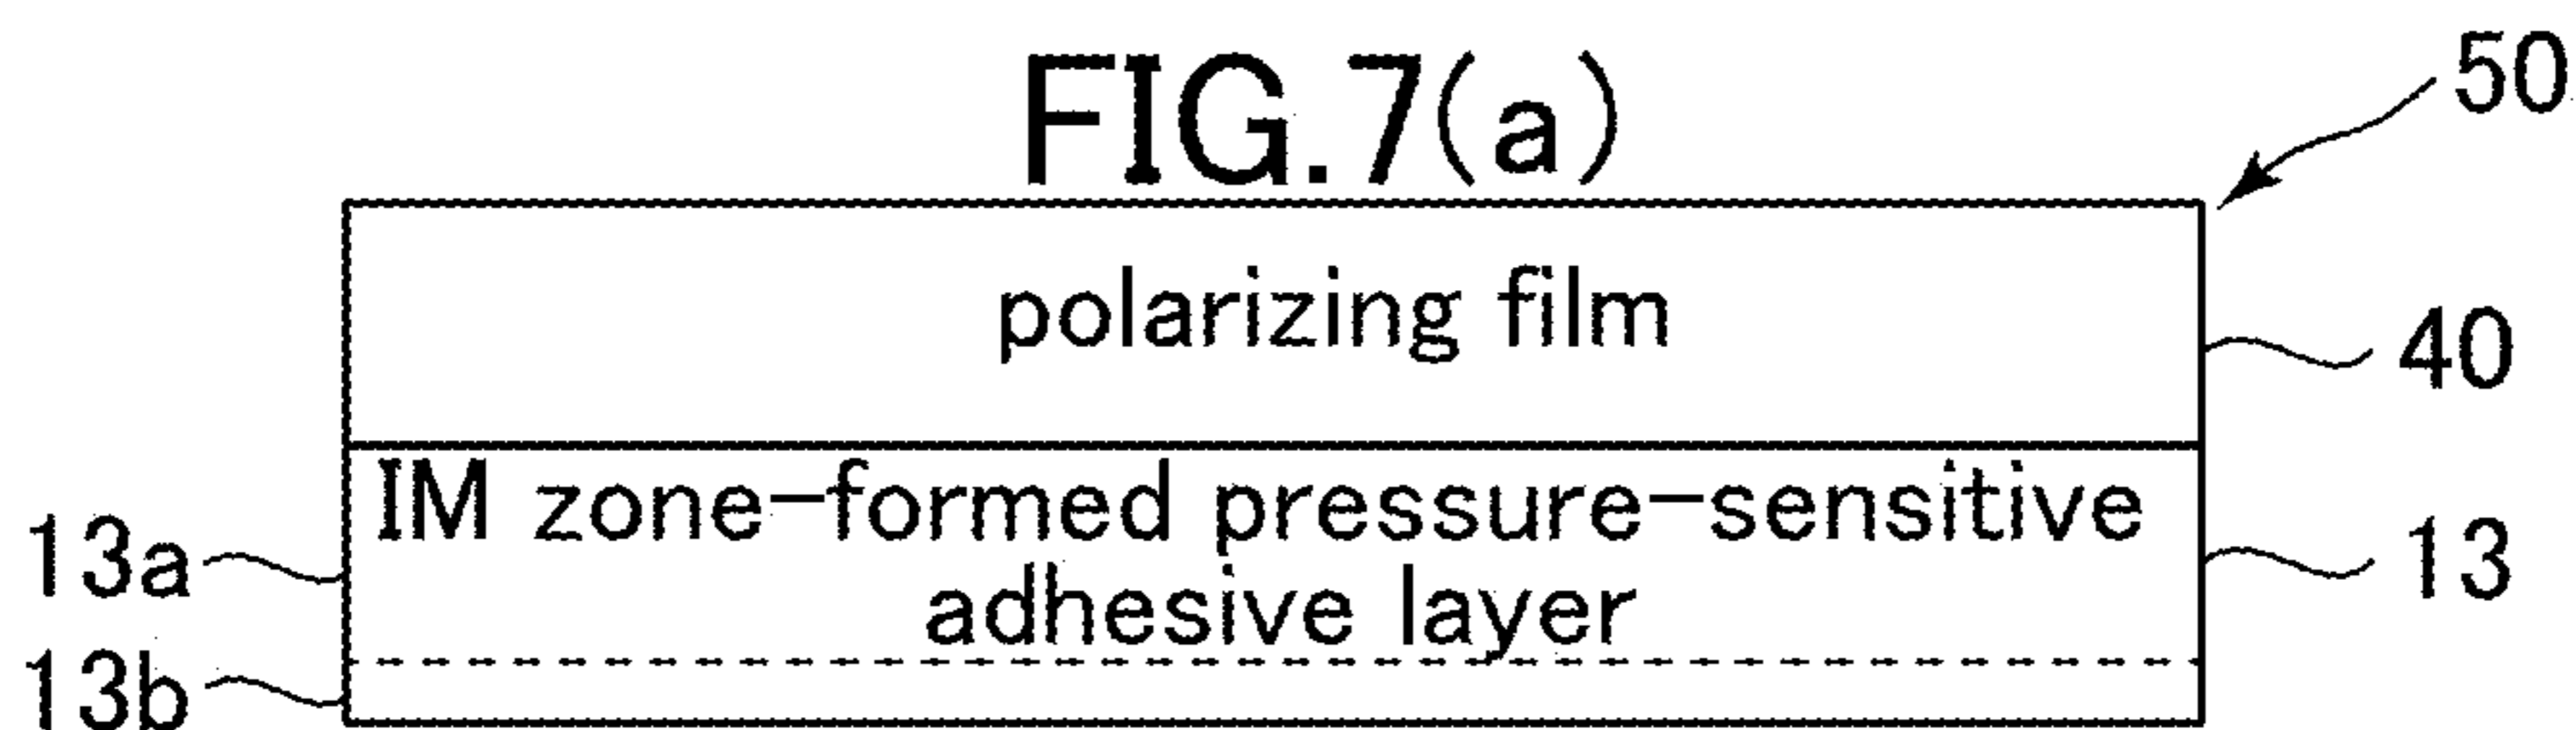 FIG.7(a)
50
polarizing film
40
IM zone-formed pressure-sensitive
adhesive layer
13a
13
13b